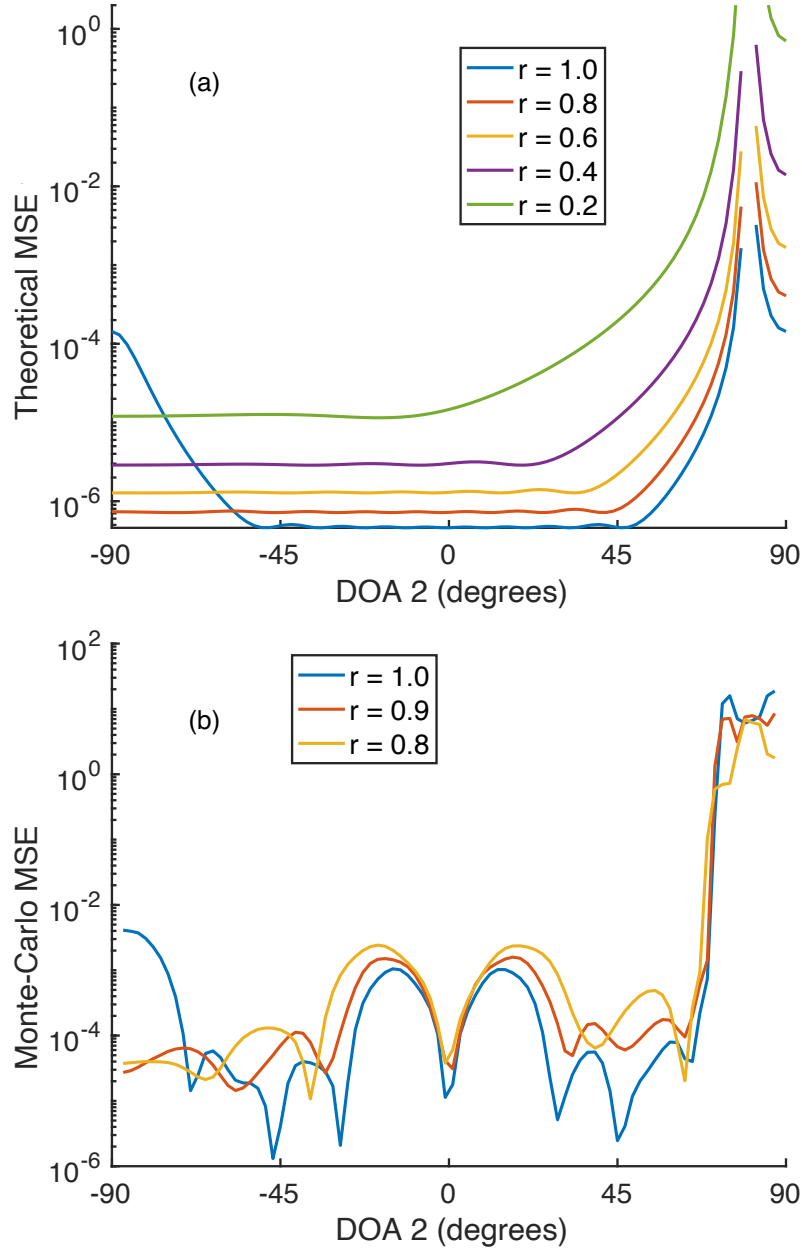 10^0
(a)
r = 1.0
r = 0.8
r = 0.6
r = 0.4
r = 0.2
10^-2
Theoretical MSE
10^-4
10^-6
-90 -45 0 45 90
DOA 2 (degrees)
10^2
r = 1.0
r = 0.9
r = 0.8
(b)
10^0
Monte-Carlo MSE
10^-2
10^-4
10^-6
-90 -45 0 45 90
DOA 2 (degrees)